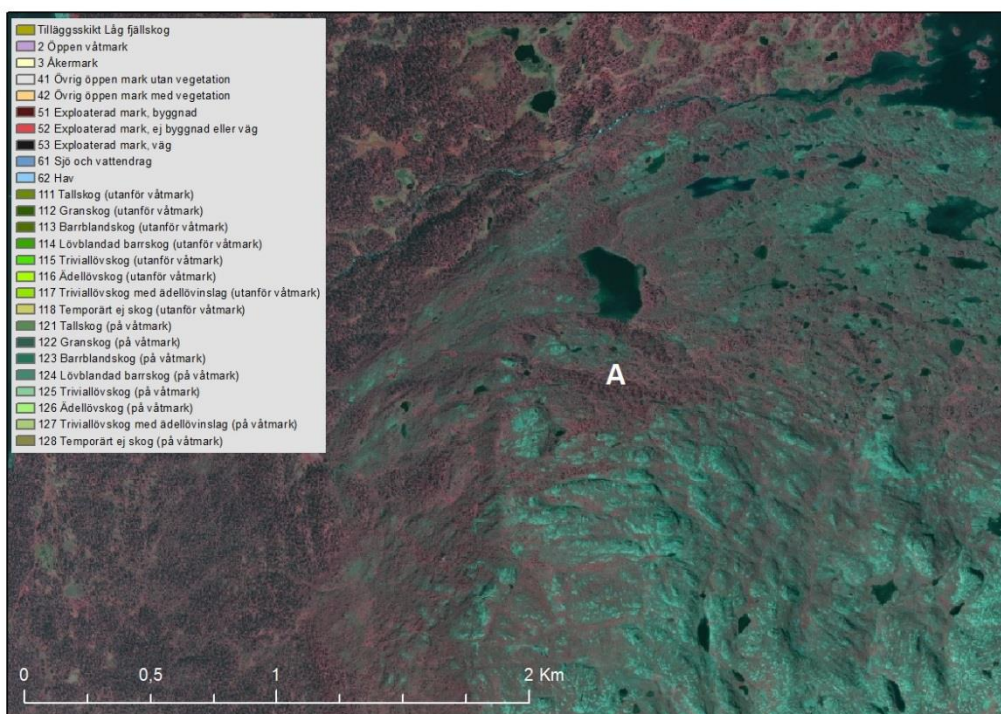 Tilläggsskikt Låg fjällskog
2 Öppen våtmark
3 Åkermark
41 Övrig öppen mark utan vegetation
42 Övrig öppen mark med vegetation
51 Exploaterad mark, byggnad
52 Exploaterad mark, ej byggnad eller väg
53 Exploaterad mark, väg
61 Sjö och vattendrag
62 Hav
111 Tallskog (utanför våtmark)
112 Granskog (utanför våtmark)
113 Barrblandskog (utanför våtmark)
114 Lövblandad barrskog (utanför våtmark)
115 Triviallövskog (utanför våtmark)
116 Ädellövskog (utanför våtmark)
117 Triviallövskog med ädellövinslag (utanför våtmark)
118 Temporärt ej skog (utanför våtmark)
121 Tallskog (på våtmark)
122 Granskog (på våtmark)
123 Barrblandskog (på våtmark)
124 Lövblandad barrskog (på våtmark)
125 Triviallövskog (på våtmark)
126 Ädellövskog (på våtmark)
127 Triviallövskog med ädellövinslag (på våtmark)
128 Temporärt ej skog (på våtmark)
A
0 0,5 1 2 Km